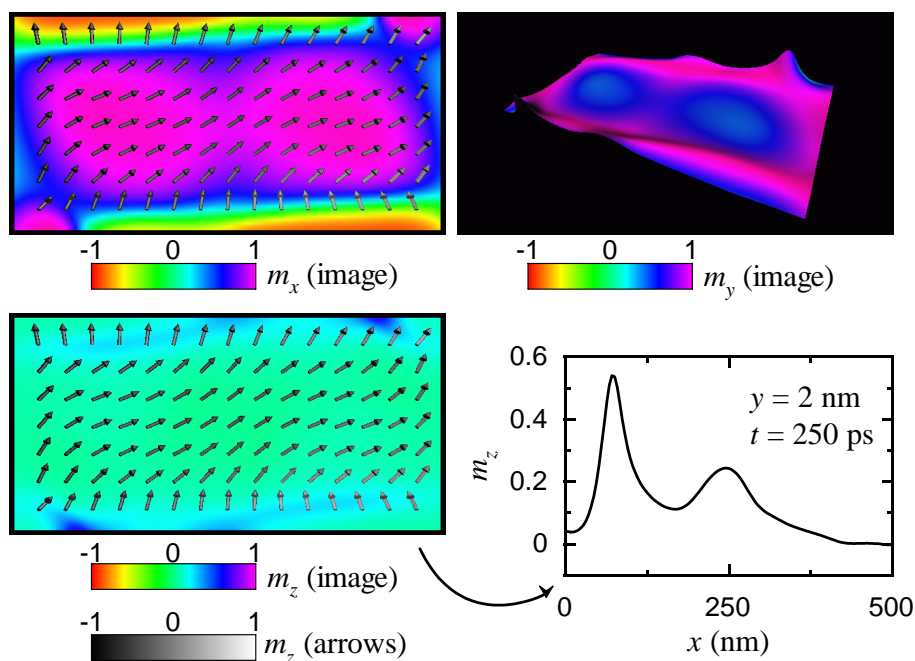 -1 0 1
m_x (image)
-1 0 1
m_y (image)
-1 0 1
m_z (image)
-1 0 1
m_z (arrows)
0.6
0.4
0.2
0
m_z
y = 2 nm
t = 250 ps
0 250 500
x (nm)